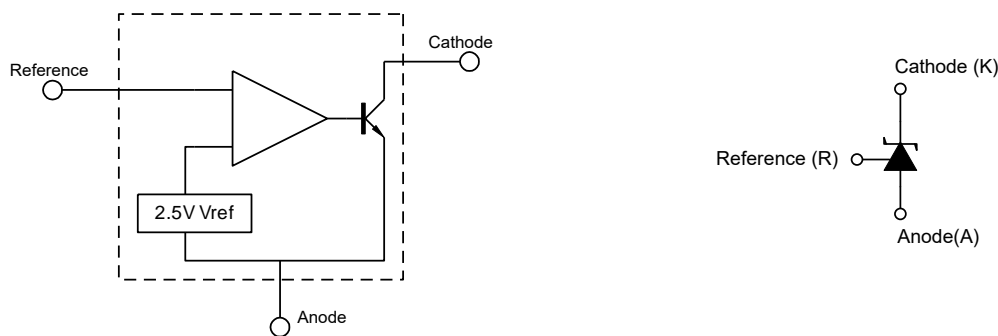 Reference
Cathode
2.5V Vref
Anode
Cathode (K)
Reference (R)
Anode(A)